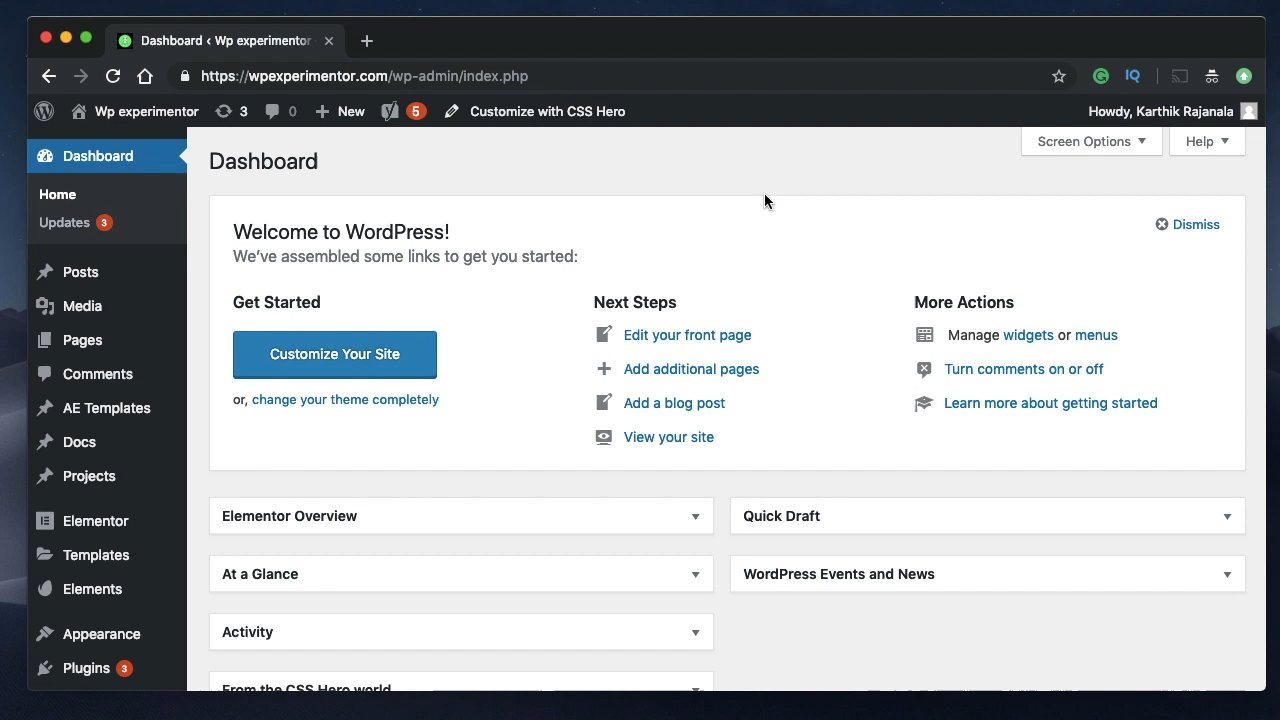 Dashboard ‹ Wp experimentor
https://wpexperimentor.com/wp-admin/index.php
IQ
Wp experimentor
3
0
New
5
Customize with CSS Hero
Howdy, Karthik Rajanala
Dashboard
Home
Updates 3
Posts
Media
Pages
Comments
AE Templates
Docs
Projects
Elementor
Templates
Elements
Appearance
Plugins 3
Screen Options
Help
Dashboard
Welcome to WordPress!
We've assembled some links to get you started:
Dismiss
Get Started
Customize Your Site
or, change your theme completely
Next Steps
Edit your front page
Add additional pages
Add a blog post
View your site
More Actions
Manage widgets or menus
Turn comments on or off
Learn more about getting started
Elementor Overview
Quick Draft
At a Glance
WordPress Events and News
Activity
From the CSS Hero world